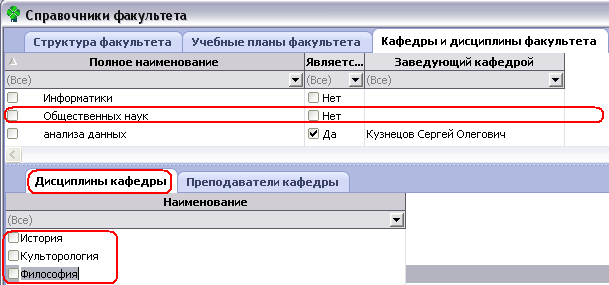 Справочники факультета
Структура факультета Учебные планы факультета Кафедры и дисциплины факультета
Полное наименование Являетс... Заведующий кафедрой
(Все) (Все) (Все)
Информатики Нет
Общественных наук Нет
анализа данных Да Кузнецов Сергей Олегович
Дисциплины кафедры Преподаватели кафедры
Наименование
(Все)
История
Культорология
Философия